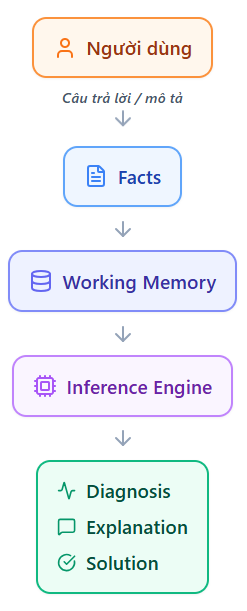 Người dùng
Câu trả lời / mô tả
Facts
Working Memory
Inference Engine
Diagnosis
Explanation
Solution